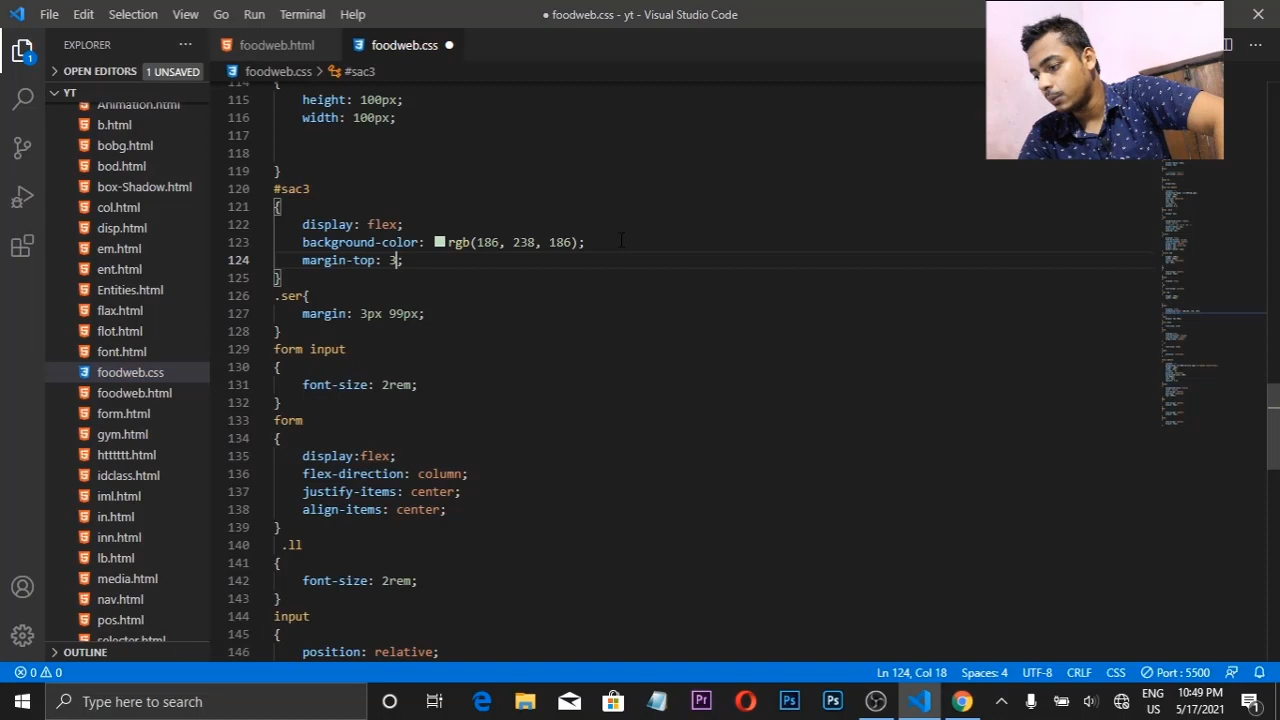 File Edit Selection View Go Run Terminal Help
● foodweb.css - yt - Visual Studio Code
EXPLORER
foodweb.html
foodweb.css ●
OPEN EDITORS 1 UNSAVED
foodweb.css > #sac3
YT
Animation.html
b.html
bobg.html
bod.html
box-Shadow.html
col.html
disp.html
em.html
ent.html
Entities.html
flax.html
flot.html
font.html
foodweb.css
foodweb.html
form.html
gym.html
httttttt.html
idclass.html
iml.html
in.html
inn.html
lb.html
media.html
nav.html
pos.html
selecter.html
OUTLINE
114 {
115 height: 100px;
116 width: 100px;
117
118
119 }
120 #sac3
121 {
122 display: flex;
123 background-color: rgb(186, 238, 186);
124 margin-top: 3;
125 }
126 .ser{
127 margin: 3px 99px;
128 }
129 form input
130 {
131 font-size: 2rem;
132 }
133 form
134 {
135 display:flex;
136 flex-direction: column;
137 justify-items: center;
138 align-items: center;
139 }
140 .ll
141 {
142 font-size: 2rem;
143 }
144 input
145 {
146 position: relative;
0 0
Ln 124, Col 18 Spaces: 4 UTF-8 CRLF CSS Port : 5500
Type here to search
ENG
US
10:49 PM
5/17/2021